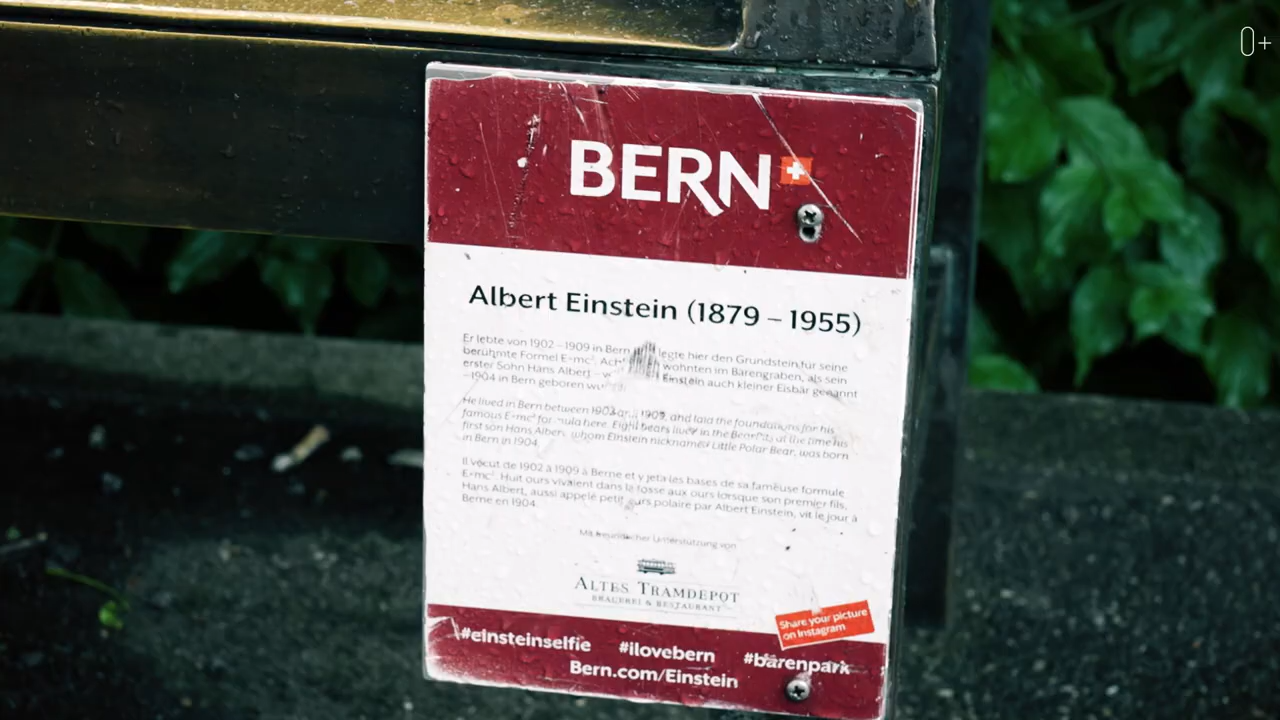 0+
BERN
Albert Einstein (1879 – 1955)
Er lebte von 1902 – 1909 in Bern legte hier den Grundstein für seine
berühmte Formel E=mc². Acht wohnten im Bärengraben, als sein
erster Sohn Hans Albert – Einstein auch kleiner Eisbär genannt
– 1904 in Bern geboren
He lived in Bern between 1902 1909, and laid the foundations for his
famous E=mc² here. Eight bears lived in the at the time his
first son Hans Albert, whom Einstein nicknamed Little Polar Bear, was born
in Bern in 1904.
Il vécut de 1902 à 1909 à Berne et y jeta les bases de sa fameuse formule
E=mc². Huit ours vivaient dans la fosse aux ours lorsque son premier fils,
Hans Albert, aussi appelé petit ours polaire par Albert Einstein, vit le jour à
Berne en 1904.
Mit freundlicher Unterstützung von
ALTES TRAMDEPOT
BRAUEREI & RESTAURANT
Share your picture
on Instagram
#einsteinselfie #ilovebern #bärenpark
Bern.com/Einstein